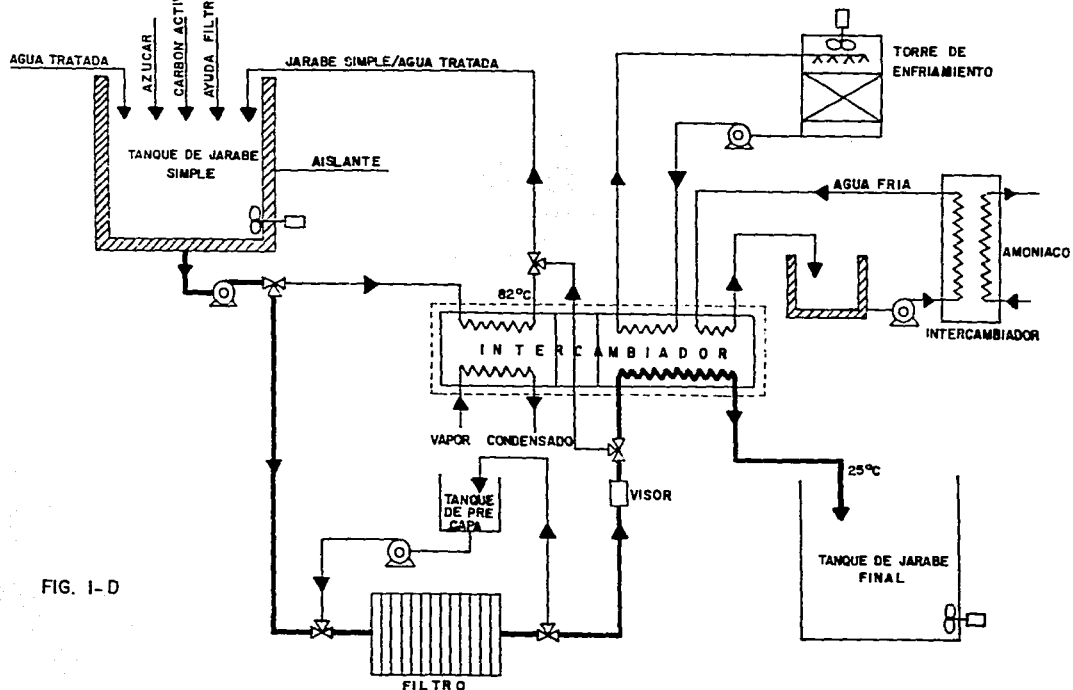 AGUA TRATADA
AZUCAR
CARBON ACTIV
AYUDA FILTR
JARABE SIMPLE/AGUA TRATADA
TANQUE DE JARABE
SIMPLE
AISLANTE
TORRE DE
ENFRIAMIENTO
AGUA FRIA
AMONIACO
INTERCAMBIADOR
82°C
INTERCAMBIADOR
VAPOR
CONDENSADO
25°C
VISOR
TANQUE
DE PRE
CAPA
TANQUE DE JARABE
FINAL
FIG. 1-D
FILTRO